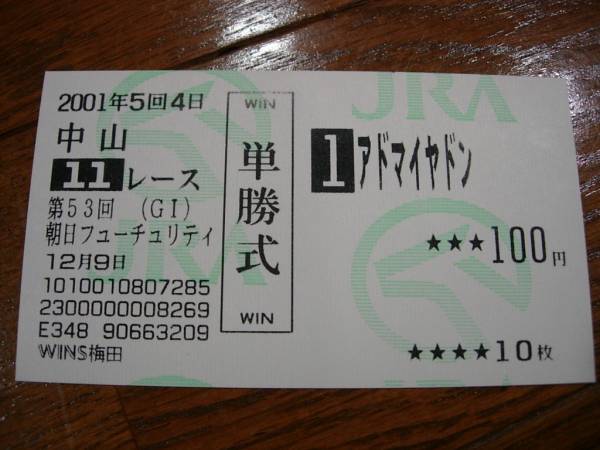 2001年5回4日
中山
11レース
第53回 (GI)
朝日フューチュリティ
12月9日
1010010807285
2300000008269
E348 90663209
WINS梅田
WIN
単勝式
WIN
JRA
1アドマイヤドン
★★★100円
★★★★10枚
JRA
JRA